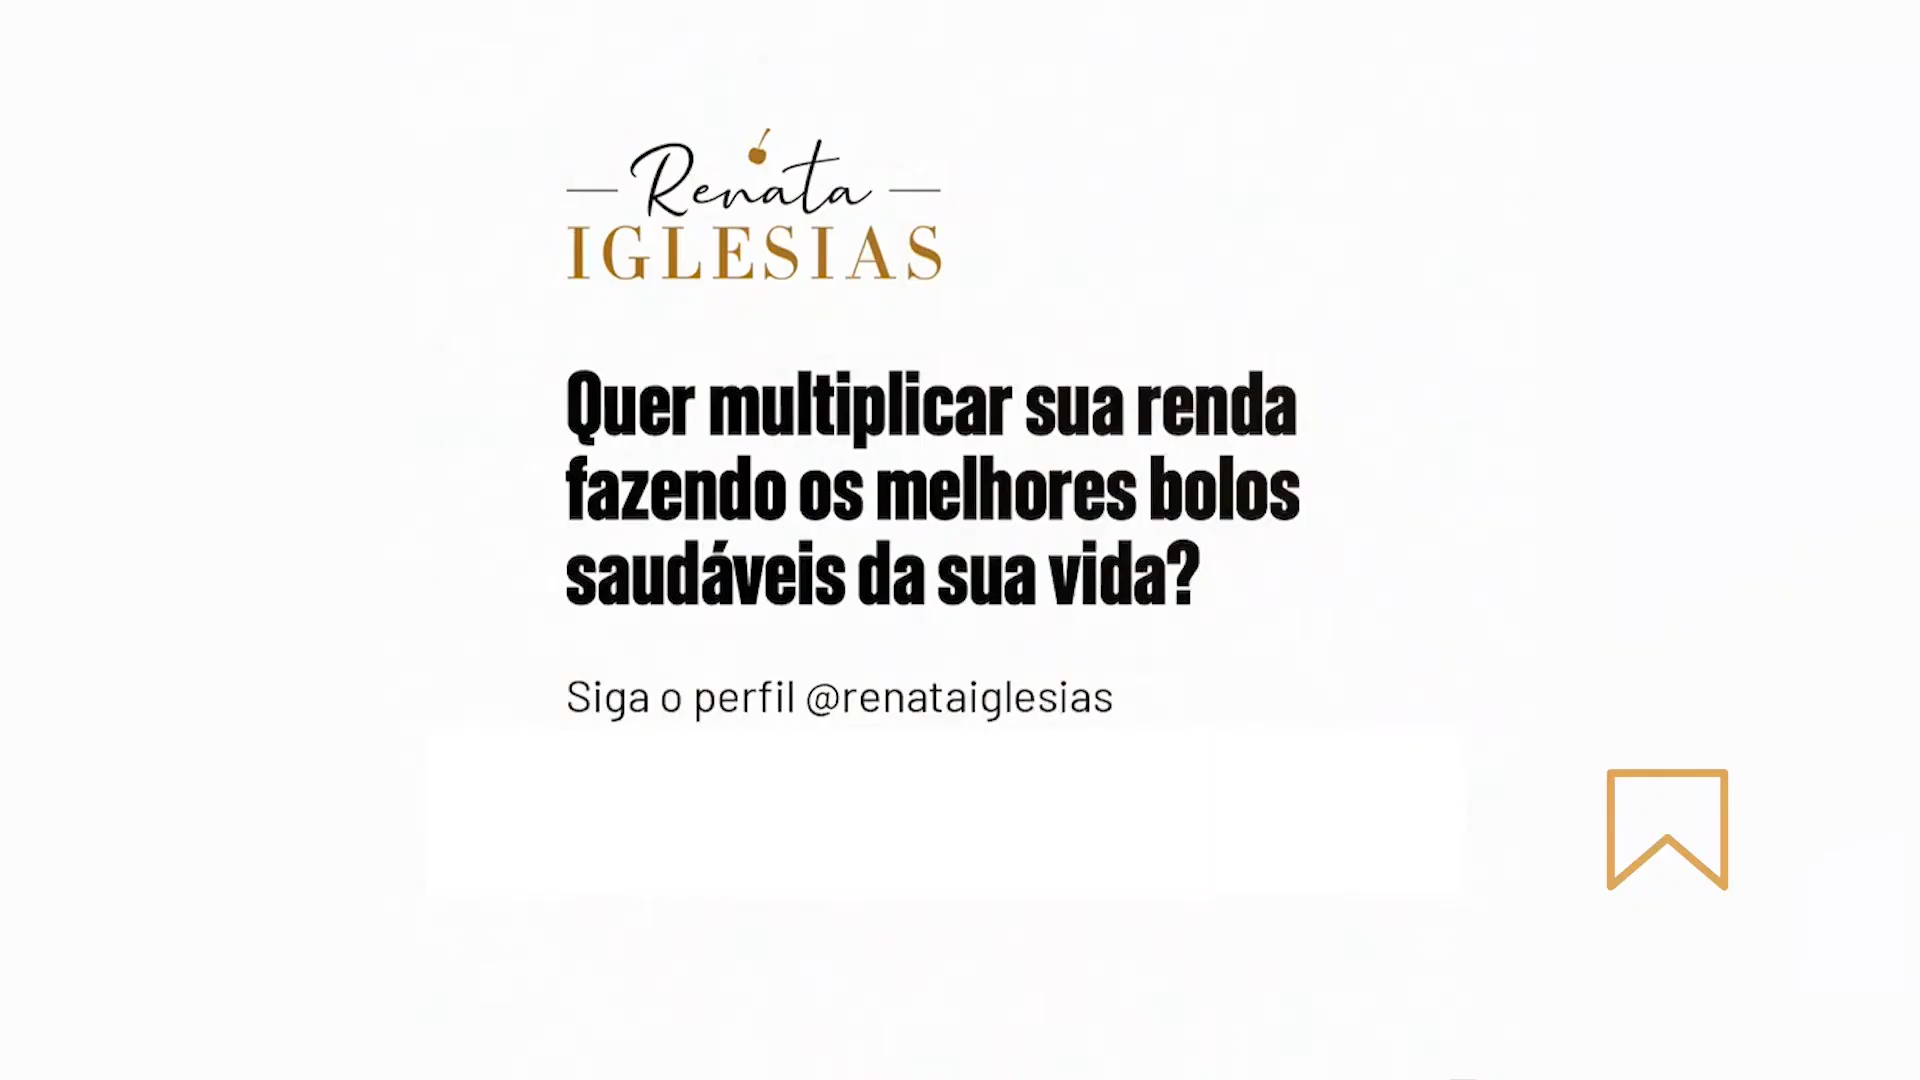 Renata
IGLESIAS
Quer multiplicar sua renda
fazendo os melhores bolos
saudáveis da sua vida?
Siga o perfil @renataiglesias